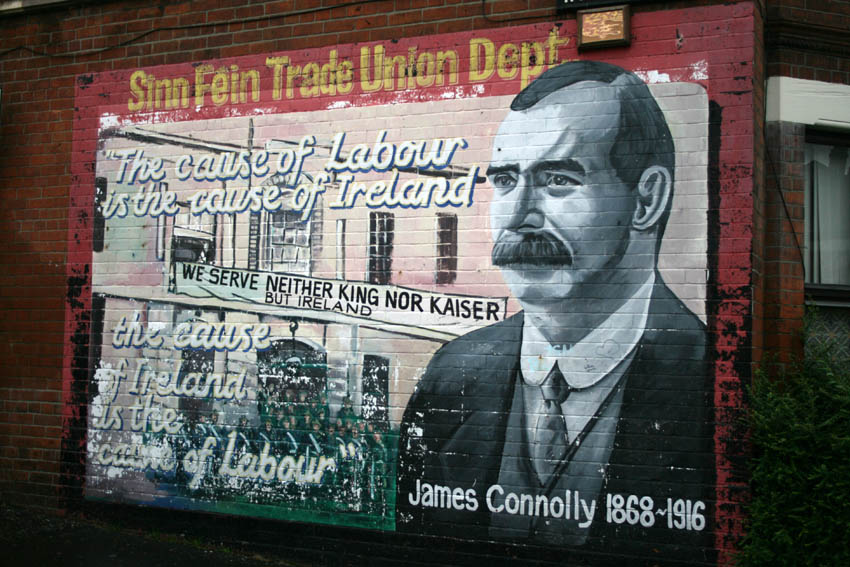 Sinn Féin Trade Union Dept.
"The cause of Labour
is the cause of Ireland
WE SERVE NEITHER KING NOR KAISER
BUT IRELAND
the cause
of Ireland
is the
cause of Labour"
James Connolly 1868~1916